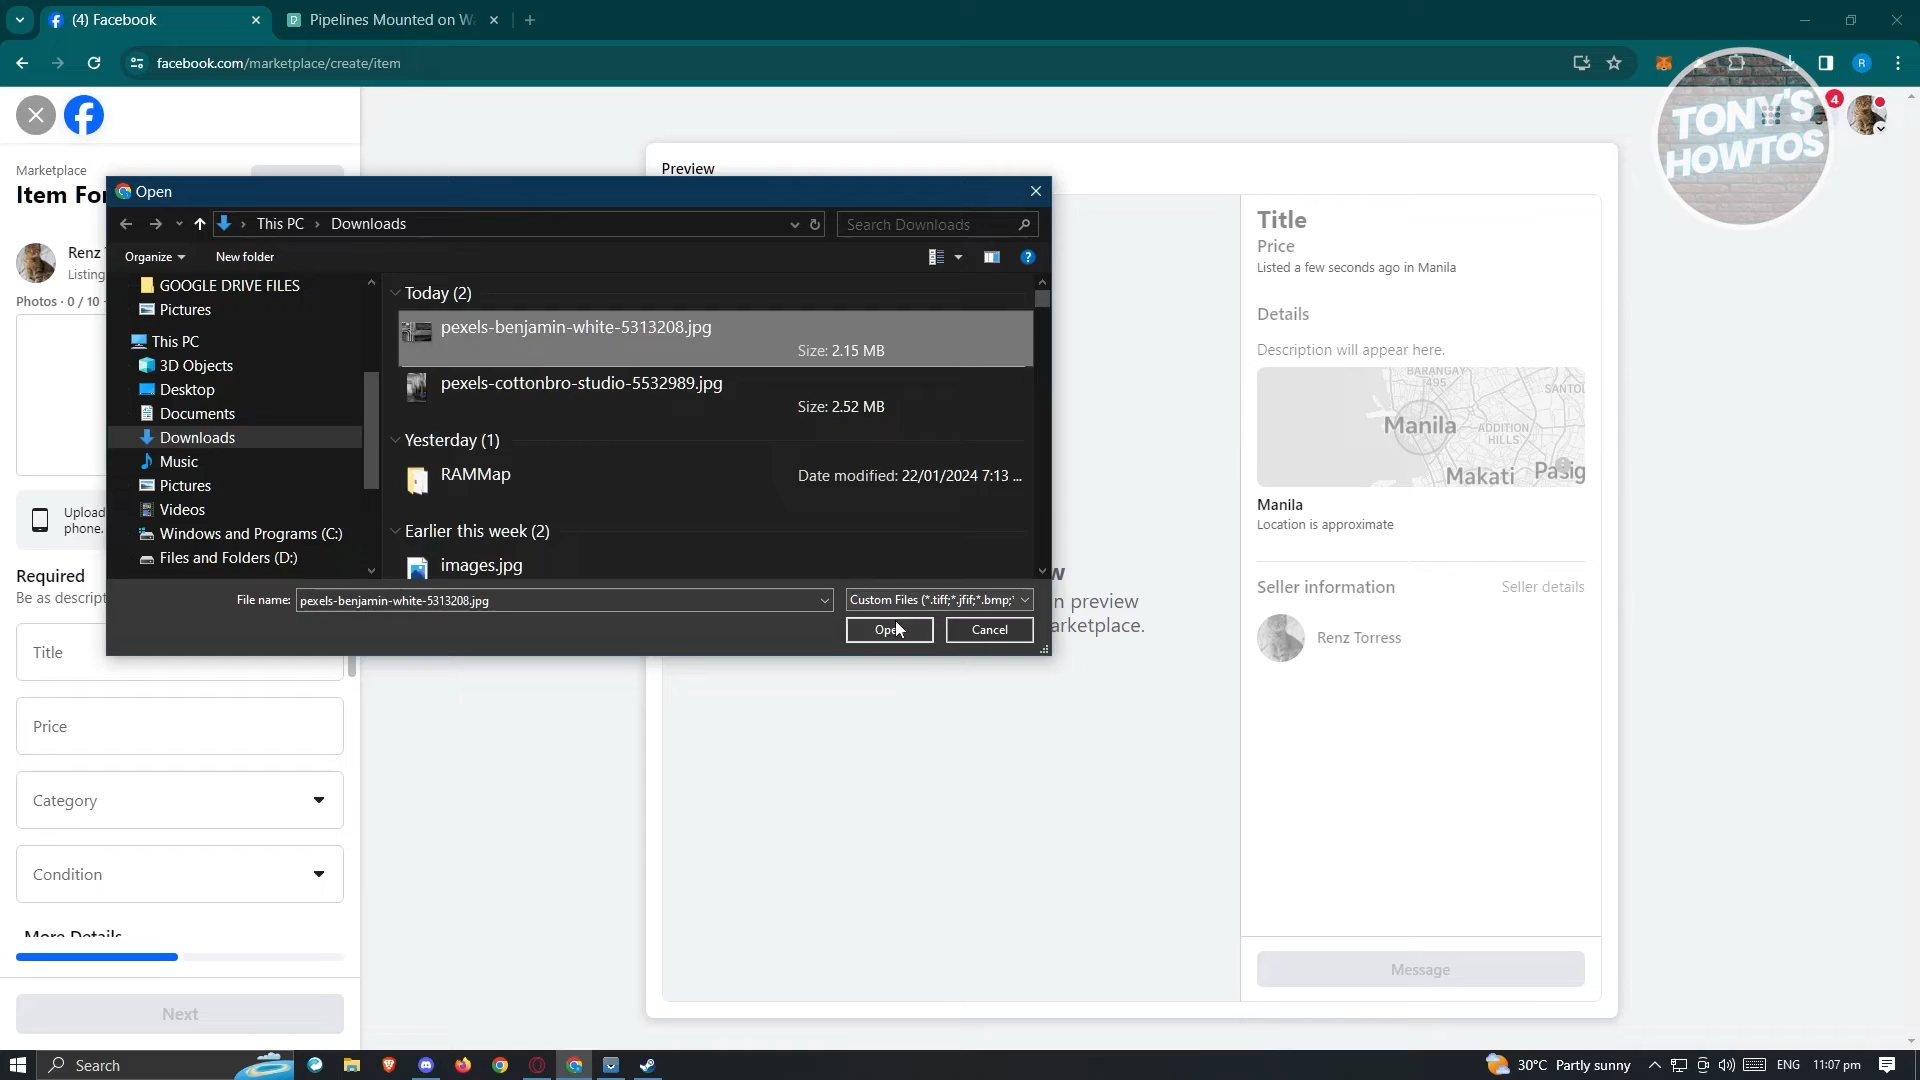 (4) Facebook
Pipelines Mounted on W
facebook.com/marketplace/create/item
TONY'S
HOWTOS
4
R
Marketplace
Item For
Renz
Listing
Photos · 0 / 10
Upload
phone.
Required
Be as descript
Title
Price
Category
Condition
More Details
Next
Open
This PC
Downloads
Search Downloads
Organize
New folder
GOOGLE DRIVE FILES
Pictures
This PC
3D Objects
Desktop
Documents
Downloads
Music
Pictures
Videos
Windows and Programs (C:)
Files and Folders (D:)
Today (2)
pexels-benjamin-white-5313208.jpg
Size: 2.15 MB
pexels-cottonbro-studio-5532989.jpg
Size: 2.52 MB
Yesterday (1)
RAMMap
Date modified: 22/01/2024 7:13 ...
Earlier this week (2)
images.jpg
File name:
pexels-benjamin-white-5313208.jpg
Custom Files (*.tiff;*.jfif;*.bmp;*
Open
Cancel
Preview
w
n preview
arketplace.
Title
Price
Listed a few seconds ago in Manila
Details
Description will appear here.
BARANGAY
495
SANTOL
Manila
ADDITION
HILLS
Makati
Pasig
Manila
Location is approximate
Seller information
Seller details
Renz Torress
Message
Search
30°C
Partly sunny
ENG
11:07 pm